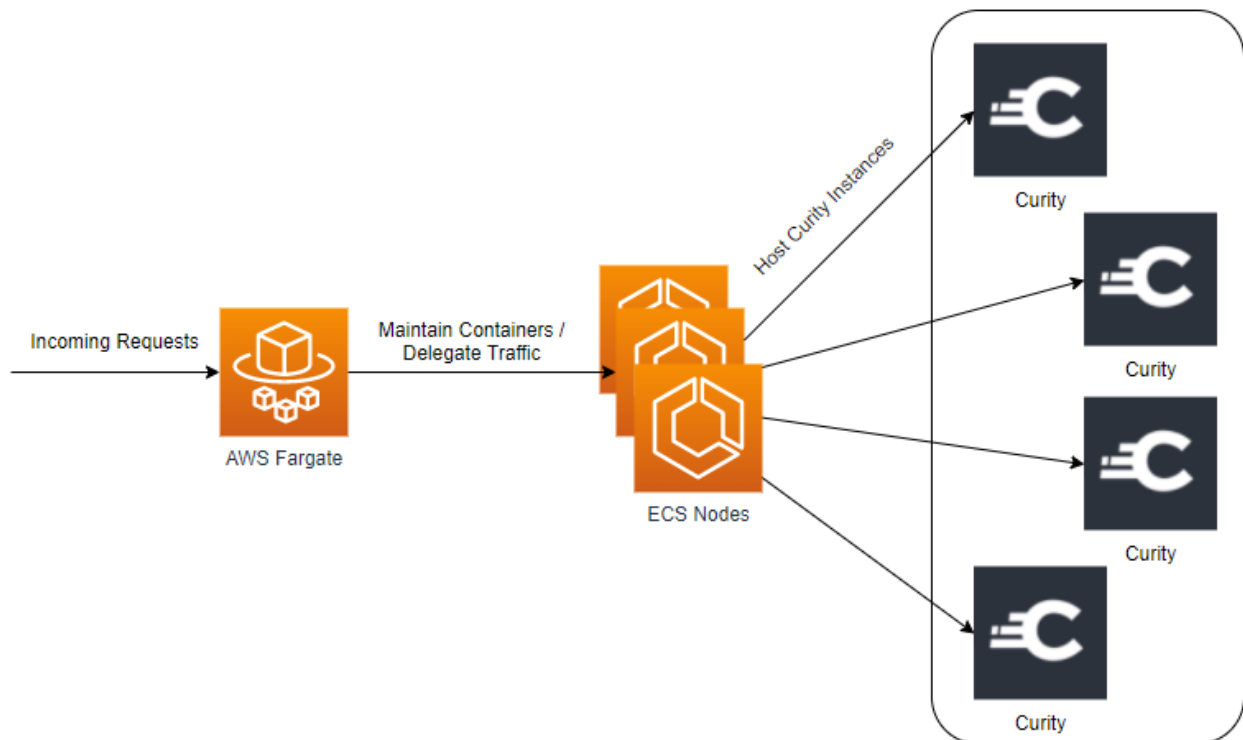 Incoming Requests
AWS Fargate
Maintain Containers /
Delegate Traffic
ECS Nodes
Host Curity Instances
Curity
Curity
Curity
Curity